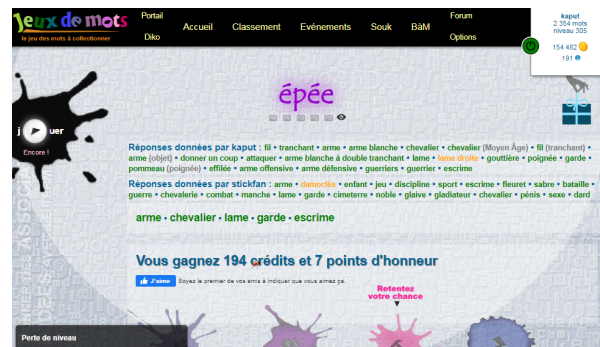 Jeux de mots
le jeu des mots à collectionner
Portail
Diko
Accueil
Classement
Evénements
Souk
BàM
Forum
Options
kaput
2 354 mots
niveau 305
154 482
191
épée
j uer
Encore !
Réponses données par kaput : fil • tranchant • arme • arme blanche • chevalier • chevalier (Moyen Âge) • fil (tranchant) •
arme (objet) • donner un coup • attaquer • arme blanche à double tranchant • lame • lame droite • gouttière • poignée • garde •
pommeau (poignée) • effilée • arme offensive • arme défensive • guerriers • guerrier • escrime
Réponses données par stickfan : arme • damoclès • enfant • jeu • discipline • sport • escrime • fleuret • sabre • bataille •
guerre • chevalerie • combat • manche • lame • garde • cimeterre • noble • glaive • gladiateur • chevalier • pénis • sexe • dard
arme • chevalier • lame • garde • escrime
Vous gagnez 194 crédits et 7 points d'honneur
J'aime Soyez le premier de vos amis à indiquer que vous aimez ça.
Retentez
votre chance
Perte de niveau